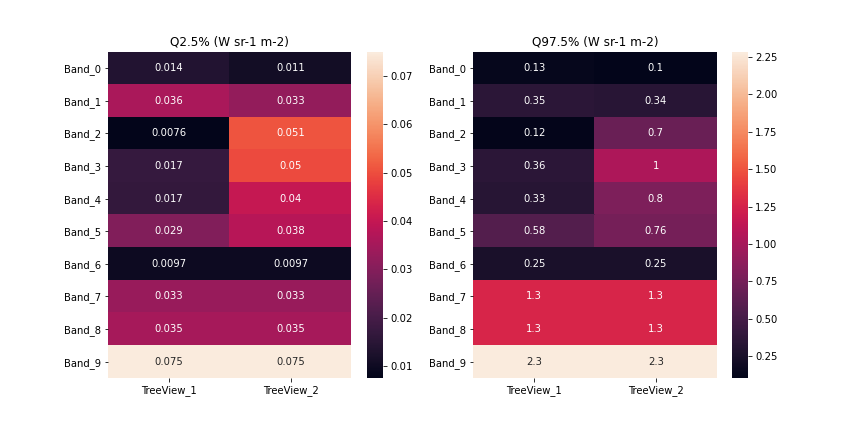 Q2.5% (W sr-1 m-2)
Band_0 0.014 0.011
Band_1 0.036 0.033
Band_2 0.0076 0.051
Band_3 0.017 0.05
Band_4 0.017 0.04
Band_5 0.029 0.038
Band_6 0.0097 0.0097
Band_7 0.033 0.033
Band_8 0.035 0.035
Band_9 0.075 0.075
TreeView_1 TreeView_2
0.07
0.06
0.05
0.04
0.03
0.02
0.01
Q97.5% (W sr-1 m-2)
Band_0 0.13 0.1
Band_1 0.35 0.34
Band_2 0.12 0.7
Band_3 0.36 1
Band_4 0.33 0.8
Band_5 0.58 0.76
Band_6 0.25 0.25
Band_7 1.3 1.3
Band_8 1.3 1.3
Band_9 2.3 2.3
TreeView_1 TreeView_2
2.25
2.00
1.75
1.50
1.25
1.00
0.75
0.50
0.25